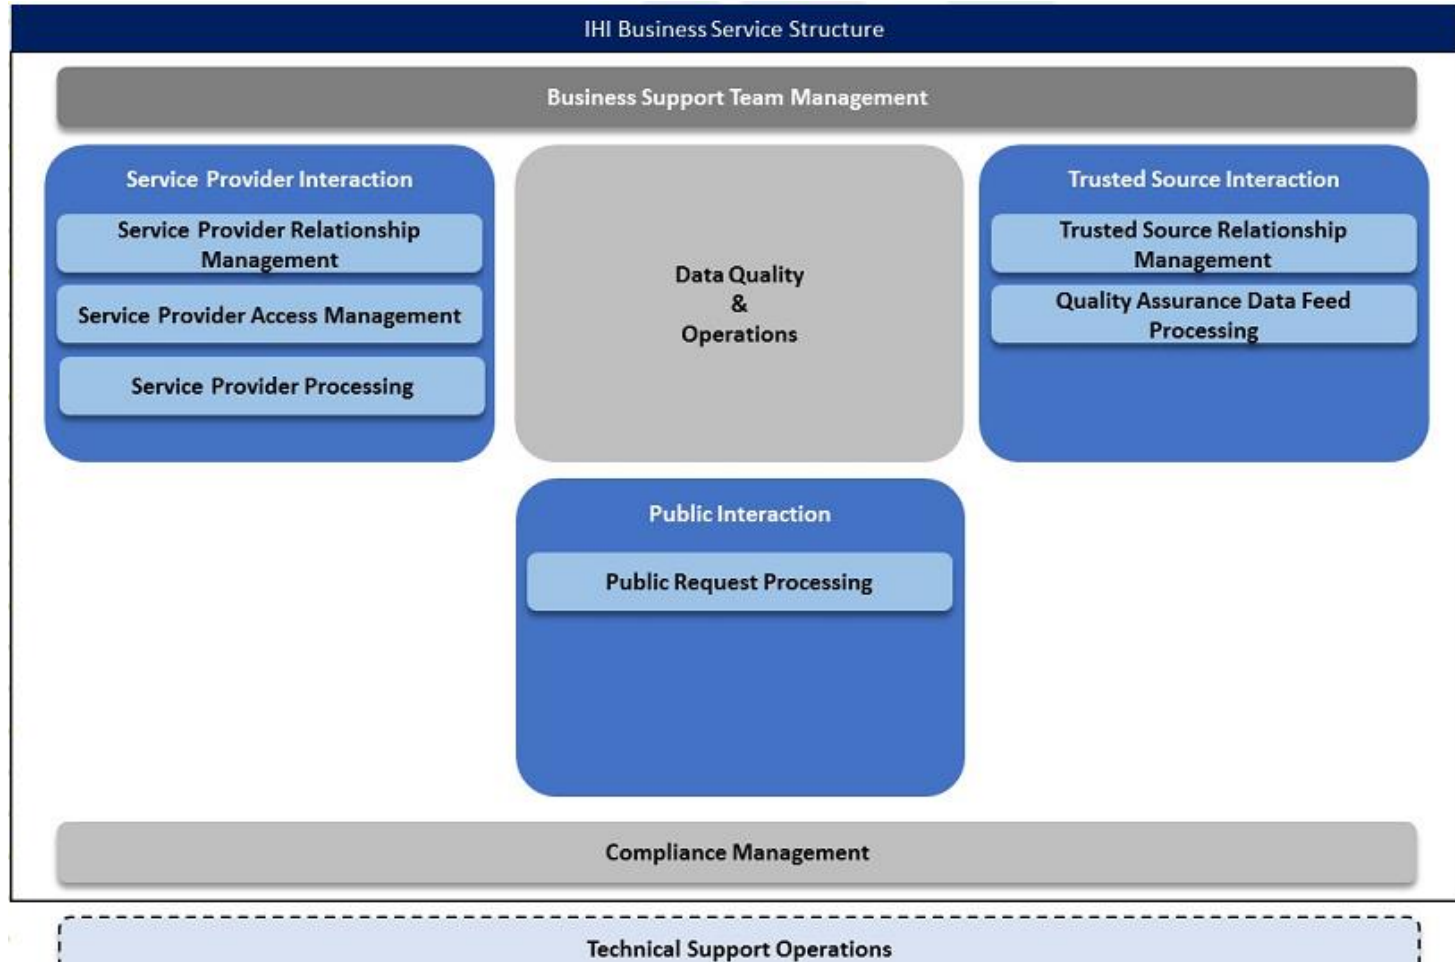 IHI Business Service Structure
Business Support Team Management
Service Provider Interaction
Service Provider Relationship
Management
Service Provider Access Management
Service Provider Processing
Data Quality
&
Operations
Trusted Source Interaction
Trusted Source Relationship
Management
Quality Assurance Data Feed
Processing
Public Interaction
Public Request Processing
Compliance Management
Technical Support Operations